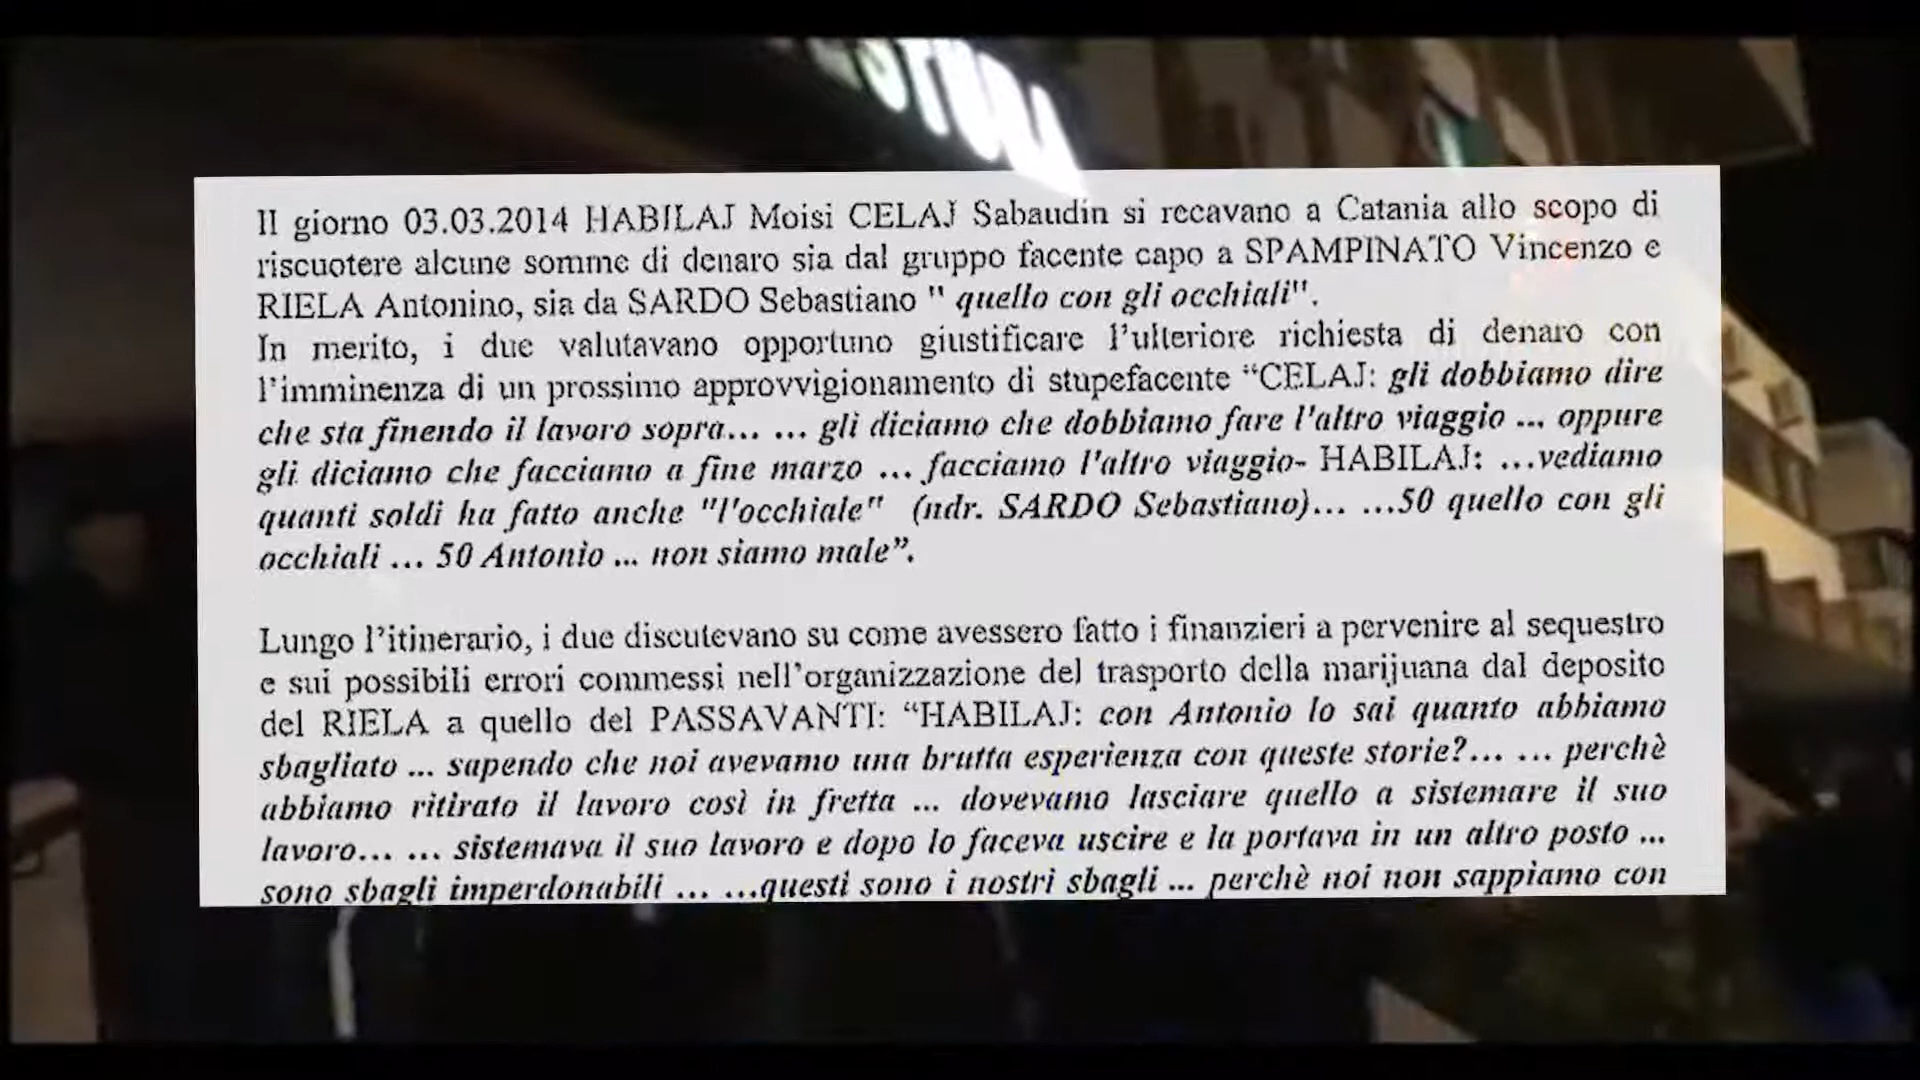 Il giorno 03.03.2014 HABILAJ Moisi CELAJ Sabaudin si recavano a Catania allo scopo di
riscuotere alcune somme di denaro sia dal gruppo facente capo a SPAMPINATO Vincenzo e
RIELA Antonino, sia da SARDO Sebastiano " quello con gli occhiali".
In merito, i due valutavano opportuno giustificare l'ulteriore richiesta di denaro con
l'imminenza di un prossimo approvvigionamento di stupefacente “CELAJ: gli dobbiamo dire
che sta finendo il lavoro sopra... ... gli diciamo che dobbiamo fare l'altro viaggio ... oppure
gli diciamo che facciamo a fine marzo ... facciamo l'altro viaggio- HABILAJ: ...vediamo
quanti soldi ha fatto anche "l'occhiale" (ndr. SARDO Sebastiano)... ...50 quello con gli
occhiali ... 50 Antonio ... non siamo male”.
Lungo l'itinerario, i due discutevano su come avessero fatto i finanzieri a pervenire al sequestro
e sui possibili errori commessi nell'organizzazione del trasporto della marijuana dal deposito
del RIELA a quello del PASSAVANTI: “HABILAJ: con Antonio lo sai quanto abbiamo
sbagliato ... sapendo che noi avevamo una brutta esperienza con queste storie?... ... perchè
abbiamo ritirato il lavoro così in fretta ... dovevamo lasciare quello a sistemare il suo
lavoro... ... sistemava il suo lavoro e dopo lo faceva uscire e la portava in un altro posto ...
sono sbagli imperdonabili ... ...questi sono i nostri sbagli ... perchè noi non sappiamo con